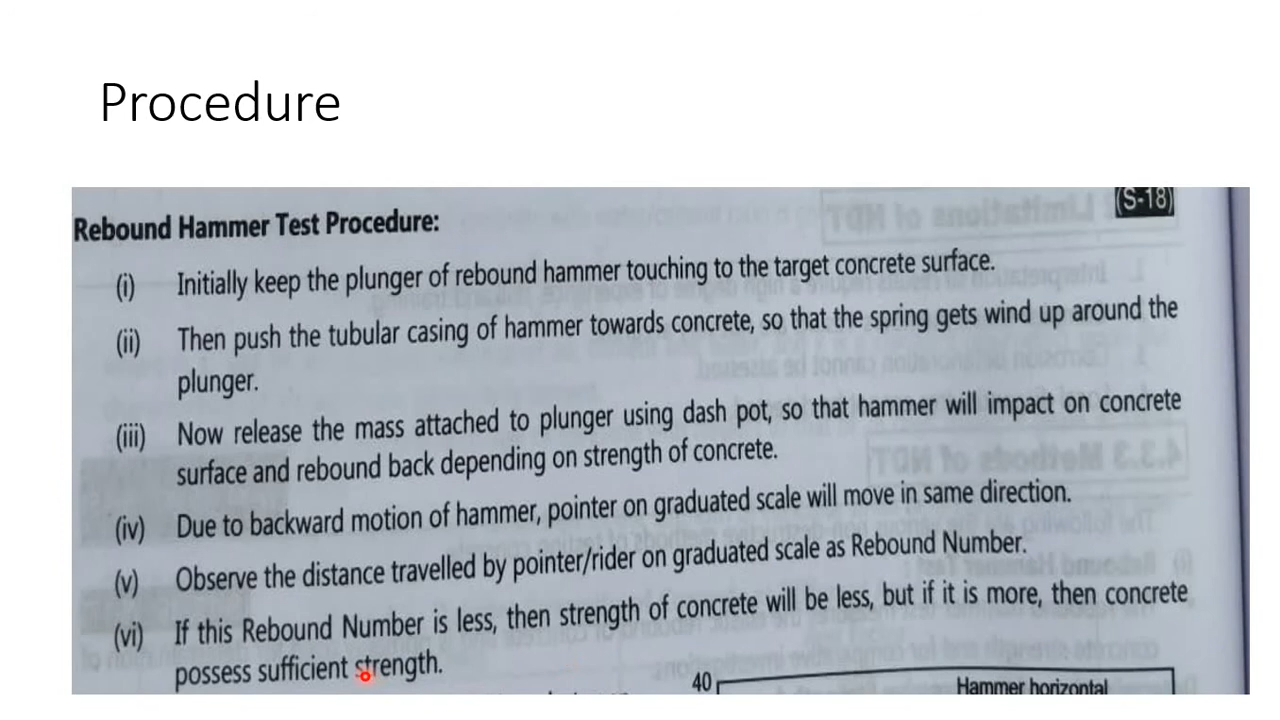 Procedure
(S-18)
Rebound Hammer Test Procedure:
(i) Initially keep the plunger of rebound hammer touching to the target concrete surface.
(ii) Then push the tubular casing of hammer towards concrete, so that the spring gets wind up around the
plunger.
(iii) Now release the mass attached to plunger using dash pot, so that hammer will impact on concrete
surface and rebound back depending on strength of concrete.
(iv) Due to backward motion of hammer, pointer on graduated scale will move in same direction.
(v) Observe the distance travelled by pointer/rider on graduated scale as Rebound Number.
(vi) If this Rebound Number is less, then strength of concrete will be less, but if it is more, then concrete
possess sufficient strength.
40
Hammer horizontal